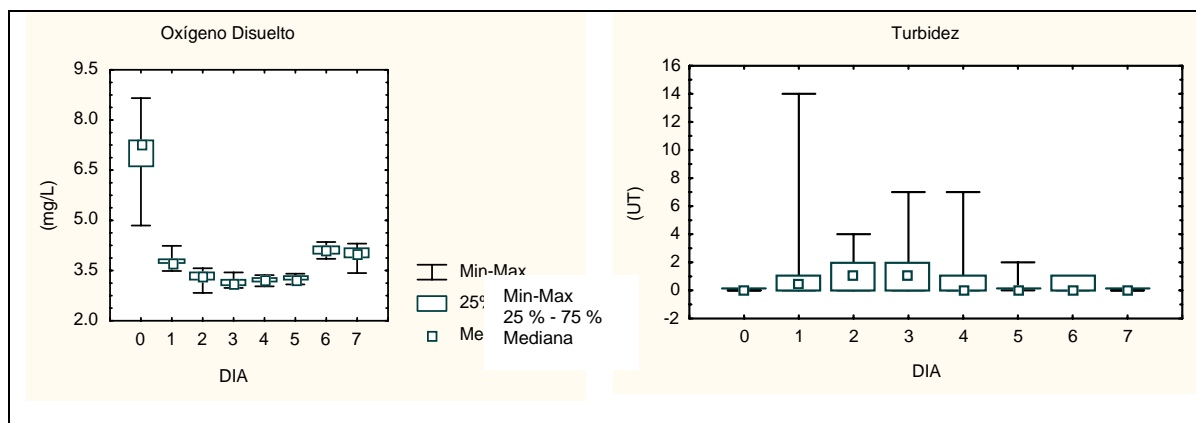 Oxígeno Disuelto
9.5
8.0
6.5
5.0
3.5
2.0
(mg/L)
0 1 2 3 4 5 6 7
DIA
Min-Max
25%
Me
Min-Max
25 % - 75 %
Mediana
Turbidez
16
14
12
10
8
6
4
2
0
-2
(UT)
0 1 2 3 4 5 6 7
DIA